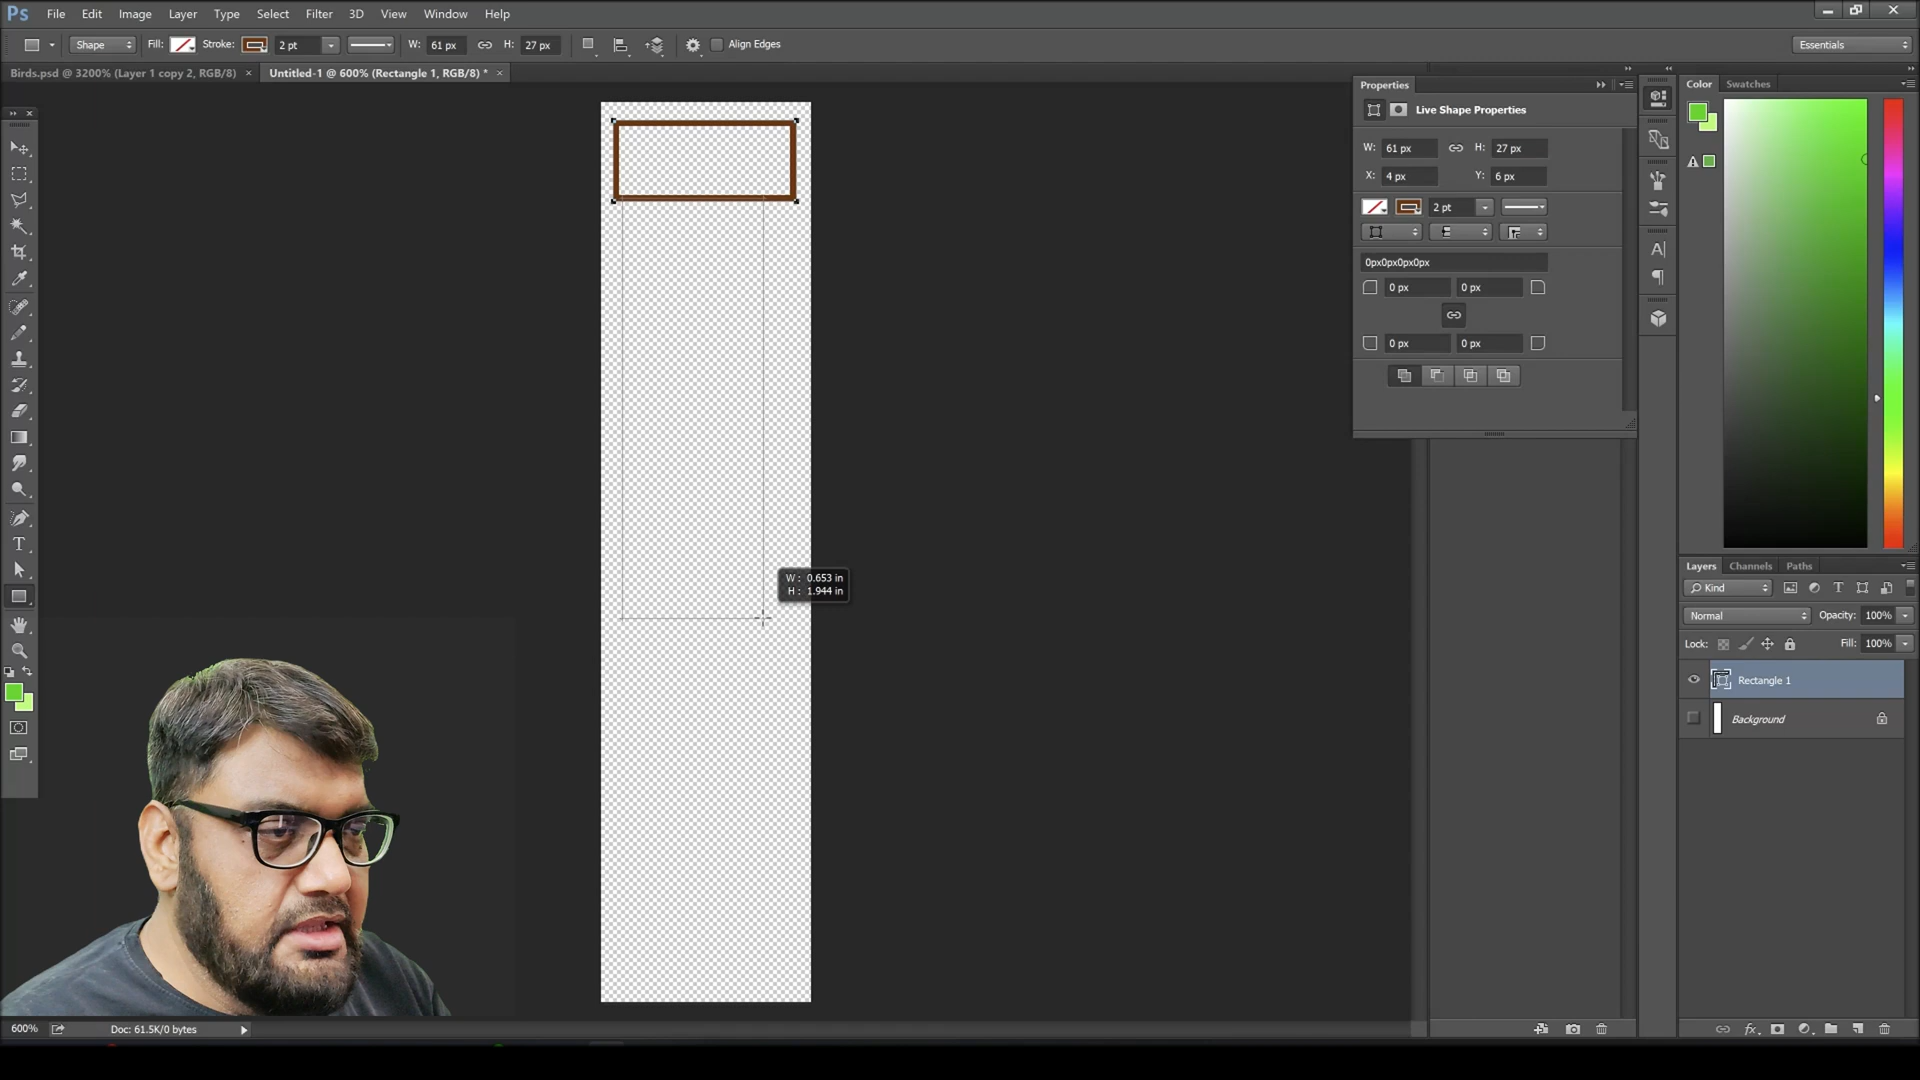 Ps File Edit Image Layer Type Select Filter 3D View Window Help
Shape Fill: Stroke: 2 pt W: 61 px H: 27 px Align Edges Essentials
Birds.psd @ 3200% (Layer 1 copy 2, RGB/8) × Untitled-1 @ 600% (Rectangle 1, RGB/8) * ×
Properties
Live Shape Properties
W: 61 px H: 27 px
X: 4 px Y: 6 px
2 pt
0px0px0px0px
0 px 0 px
0 px 0 px
Color Swatches
W: 0.653 in
H: 1.944 in
Layers Channels Paths
Kind
Normal Opacity: 100%
Lock: Fill: 100%
Rectangle 1
Background
600% Doc: 61.5K/0 bytes